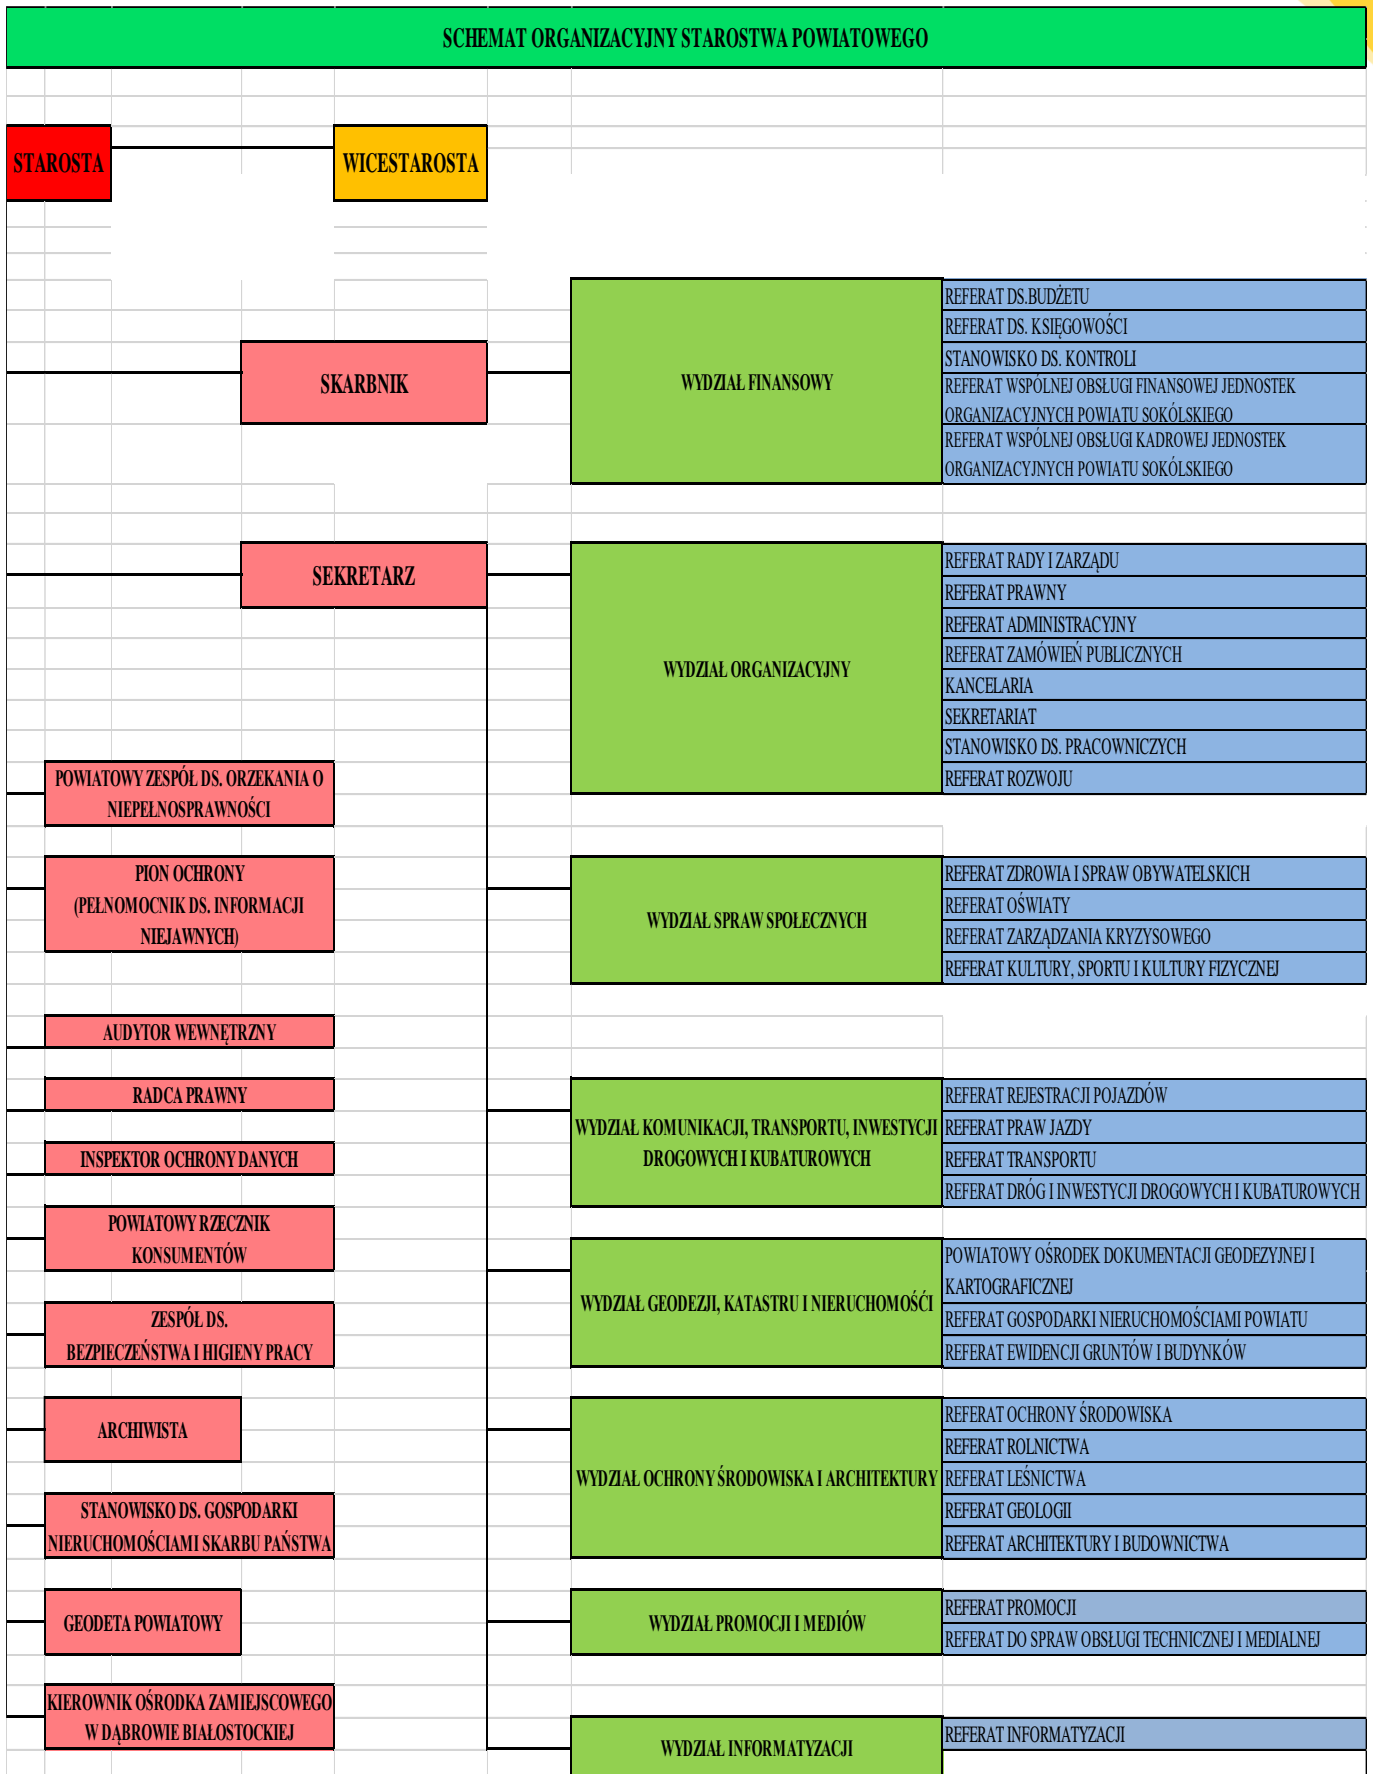 SCHEMAT ORGANIZACYJNY STAROSTWA POWIATOWEGO
STAROSTA
WICESTAROSTA
SKARBNIK
WYDZIAŁ FINANSOWY
REFERAT DS.BUDŻETU
REFERAT DS. KSIĘGOWOŚCI
STANOWISKO DS. KONTROLI
REFERAT WSPÓLNEJ OBSŁUGI FINANSOWEJ JEDNOSTEK
ORGANIZACYJNYCH POWIATU SOKÓLSKIEGO
REFERAT WSPÓLNEJ OBSŁUGI KADROWEJ JEDNOSTEK
ORGANIZACYJNYCH POWIATU SOKÓLSKIEGO
SEKRETARZ
WYDZIAŁ ORGANIZACYJNY
REFERAT RADY I ZARZĄDU
REFERAT PRAWNY
REFERAT ADMINISTRACYJNY
REFERAT ZAMÓWIEŃ PUBLICZNYCH
KANCELARIA
SEKRETARIAT
STANOWISKO DS. PRACOWNICZYCH
REFERAT ROZWOJU
POWIATOWY ZESPÓŁ DS. ORZEKANIA O
NIEPEŁNOSPRAWNOŚCI
PION OCHRONY
(PEŁNOMOCNIK DS. INFORMACJI
NIEJAWNYCH)
WYDZIAŁ SPRAW SPOŁECZNYCH
REFERAT ZDROWIA I SPRAW OBYWATELSKICH
REFERAT OŚWIATY
REFERAT ZARZĄDZANIA KRYZYSOWEGO
REFERAT KULTURY, SPORTU I KULTURY FIZYCZNEJ
AUDYTOR WEWNĘTRZNY
RADCA PRAWNY
INSPEKTOR OCHRONY DANYCH
WYDZIAŁ KOMUNIKACJI, TRANSPORTU, INWESTYCJI
DROGOWYCH I KUBATUROWYCH
REFERAT REJESTRACJI POJAZDÓW
REFERAT PRAW JAZDY
REFERAT TRANSPORTU
REFERAT DRÓG I INWESTYCJI DROGOWYCH I KUBATUROWYCH
POWIATOWY RZECZNIK
KONSUMENTÓW
ZESPÓŁ DS.
BEZPIECZEŃSTWA I HIGIENY PRACY
WYDZIAŁ GEODEZJI, KATASTRU I NIERUCHOMOŚĆI
POWIATOWY OŚRODEK DOKUMENTACJI GEODEZYJNEJ I
KARTOGRAFICZNEJ
REFERAT GOSPODARKI NIERUCHOMOŚCIAMI POWIATU
REFERAT EWIDENCJI GRUNTÓW I BUDYNKÓW
ARCHIWISTA
STANOWISKO DS. GOSPODARKI
NIERUCHOMOŚCIAMI SKARBU PAŃSTWA
WYDZIAŁ OCHRONY ŚRODOWISKA I ARCHITEKTURY
REFERAT OCHRONY ŚRODOWISKA
REFERAT ROLNICTWA
REFERAT LEŚNICTWA
REFERAT GEOLOGII
REFERAT ARCHITEKTURY I BUDOWNICTWA
GEODETA POWIATOWY
WYDZIAŁ PROMOCJI I MEDIÓW
REFERAT PROMOCJI
REFERAT DO SPRAW OBSŁUGI TECHNICZNEJ I MEDIALNEJ
KIEROWNIK OŚRODKA ZAMIEJSCOWEGO
W DĄBROWIE BIAŁOSTOCKIEJ
WYDZIAŁ INFORMATYZACJI
REFERAT INFORMATYZACJI